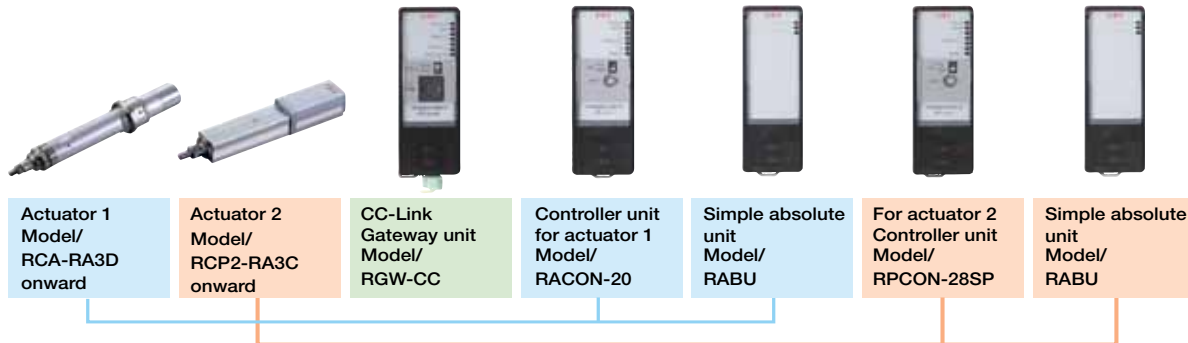 Actuator 1
Model/
RCA-RA3D
onward
Actuator 2
Model/
RCP2-RA3C
onward
CC-Link
Gateway unit
Model/
RGW-CC
Controller unit
for actuator 1
Model/
RACON-20
Simple absolute
unit
Model/
RABU
For actuator 2
Controller unit
Model/
RPCON-28SP
Simple absolute
unit
Model/
RABU